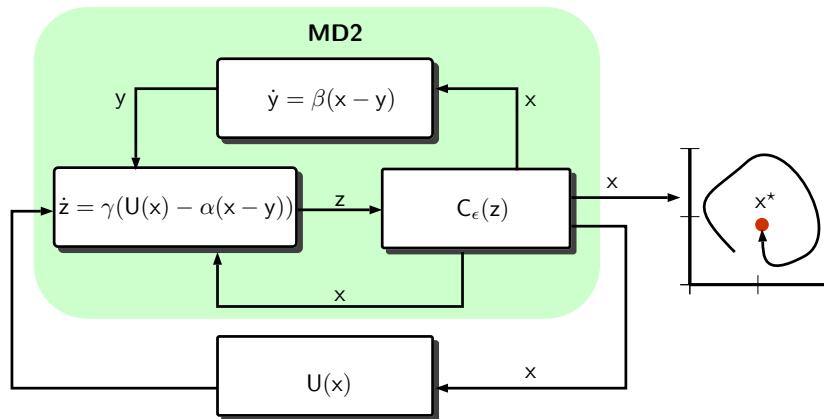 MD2
ẏ = β(x − y)
y
x
ż = γ(U(x) − α(x − y))
z
C_ϵ(z)
x
x⋆
x
U(x)
x